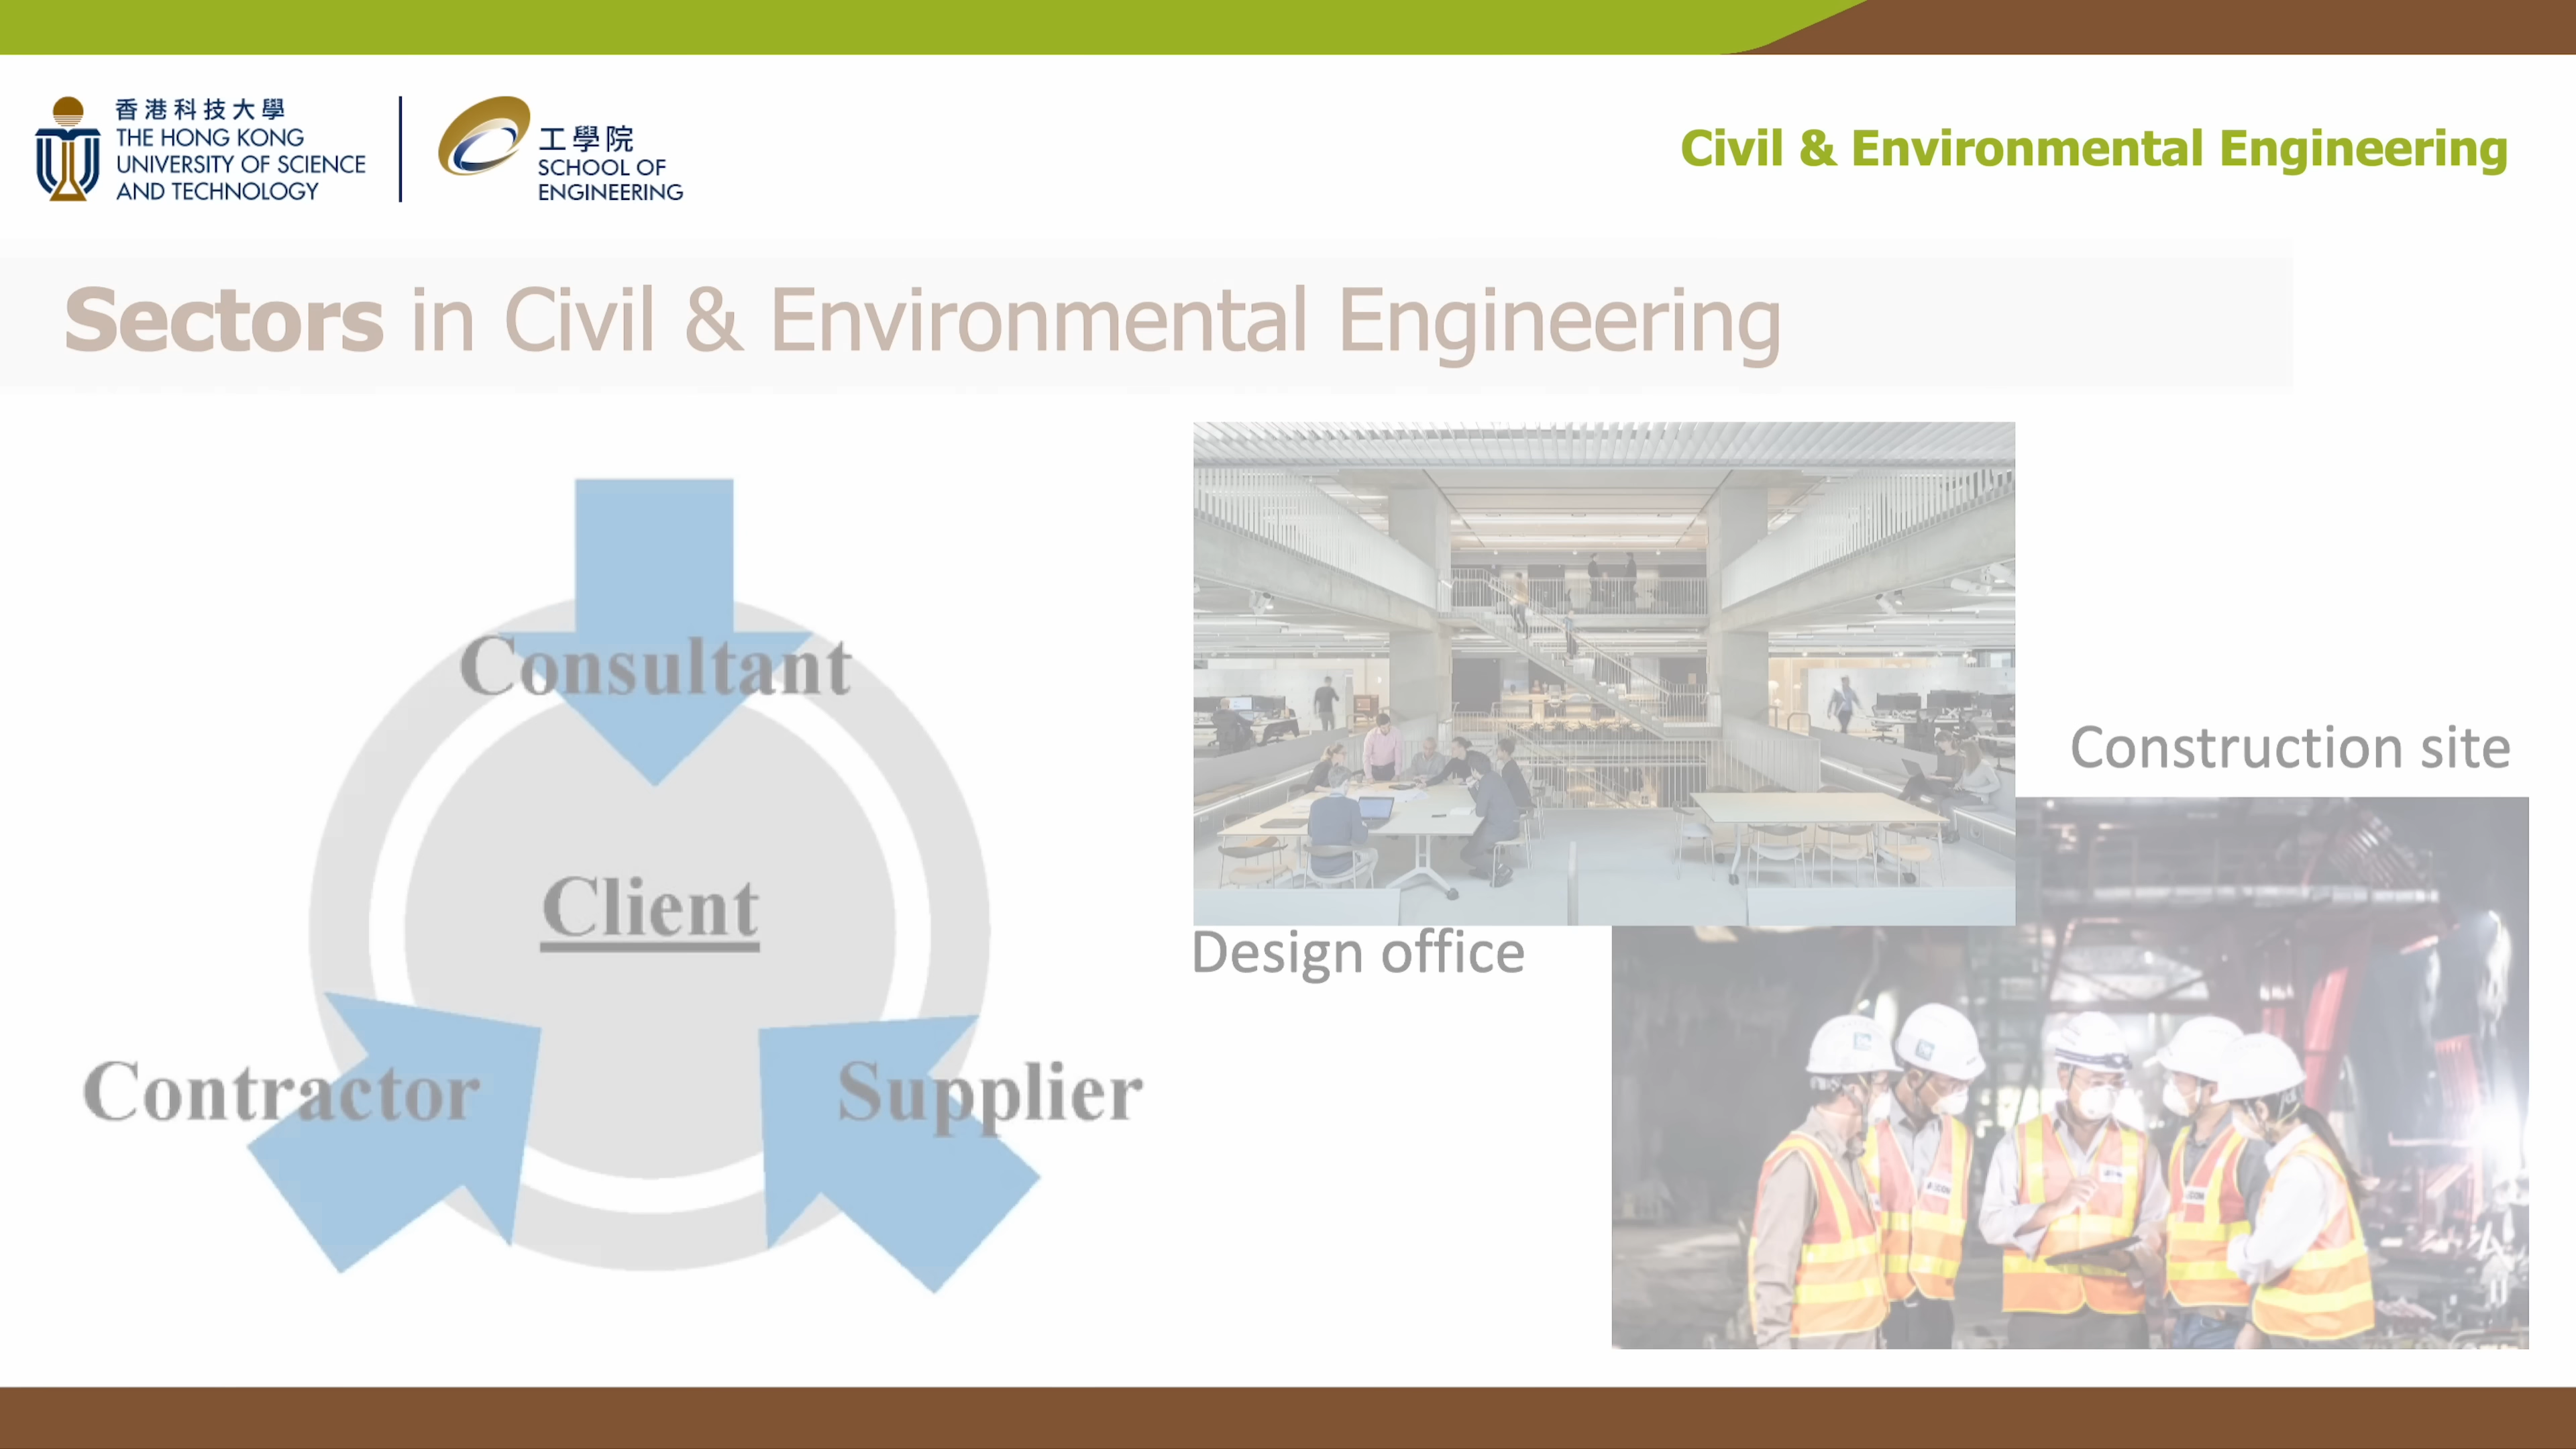 香港科技大學
THE HONG KONG
UNIVERSITY OF SCIENCE
AND TECHNOLOGY
工學院
SCHOOL OF
ENGINEERING
Civil & Environmental Engineering
Sectors in Civil & Environmental Engineering
Consultant
Client
Contractor
Supplier
Design office
Construction site